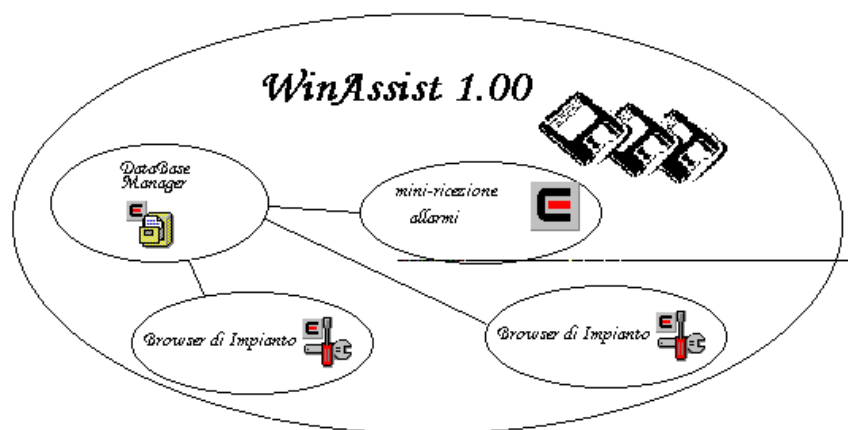 WinAssist 1.00
DataBase
Manager
mini-ricezione
allarmi
Browser di Impianto
Browser di Impianto